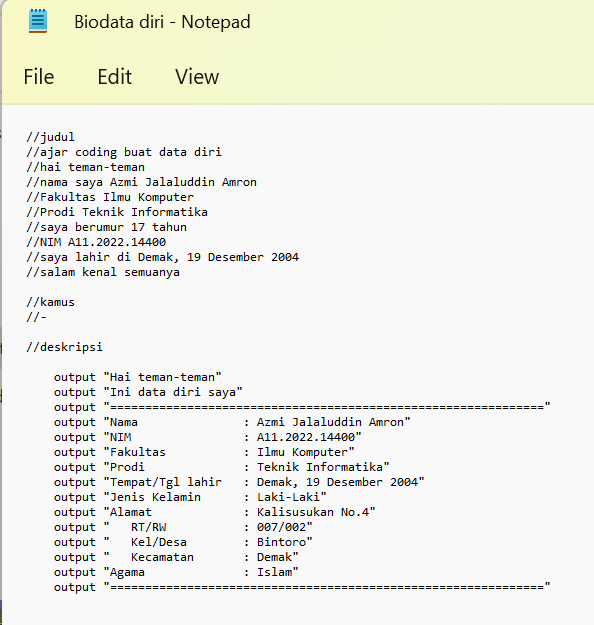 Biodata diri - Notepad
File Edit View
//judul
//ajar coding buat data diri
//hai teman-teman
//nama saya Azmi Jalaluddin Amron
//Fakultas Ilmu Komputer
//Prodi Teknik Informatika
//saya berumur 17 tahun
//NIM A11.2022.14400
//saya lahir di Demak, 19 Desember 2004
//salam kenal semuanya
//kamus
//-
//deskripsi
output "Hai teman-teman"
output "Ini data diri saya"
output "=============================================================="
output "Nama               : Azmi Jalaluddin Amron"
output "NIM                : A11.2022.14400"
output "Fakultas           : Ilmu Komputer"
output "Prodi              : Teknik Informatika"
output "Tempat/Tgl lahir   : Demak, 19 Desember 2004"
output "Jenis Kelamin      : Laki-Laki"
output "Alamat             : Kalisusukan No.4"
output "   RT/RW           : 007/002"
output "   Kel/Desa        : Bintoro"
output "   Kecamatan       : Demak"
output "Agama              : Islam"
output "=============================================================="